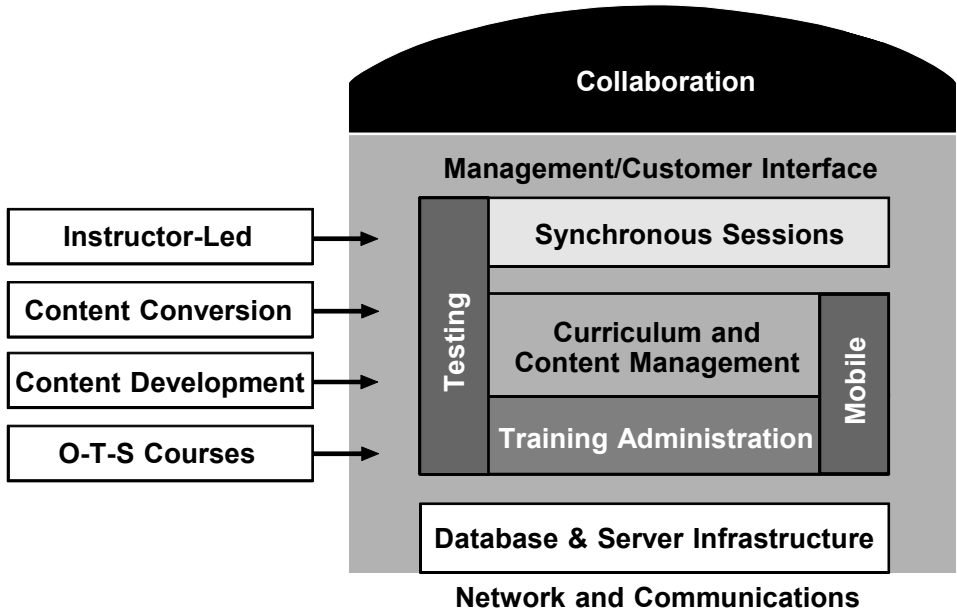 Collaboration
Management/Customer Interface
Instructor-Led
Synchronous Sessions
Content Conversion
Testing
Curriculum and
Content Management
Mobile
Content Development
O-T-S Courses
Training Administration
Database & Server Infrastructure
Network and Communications